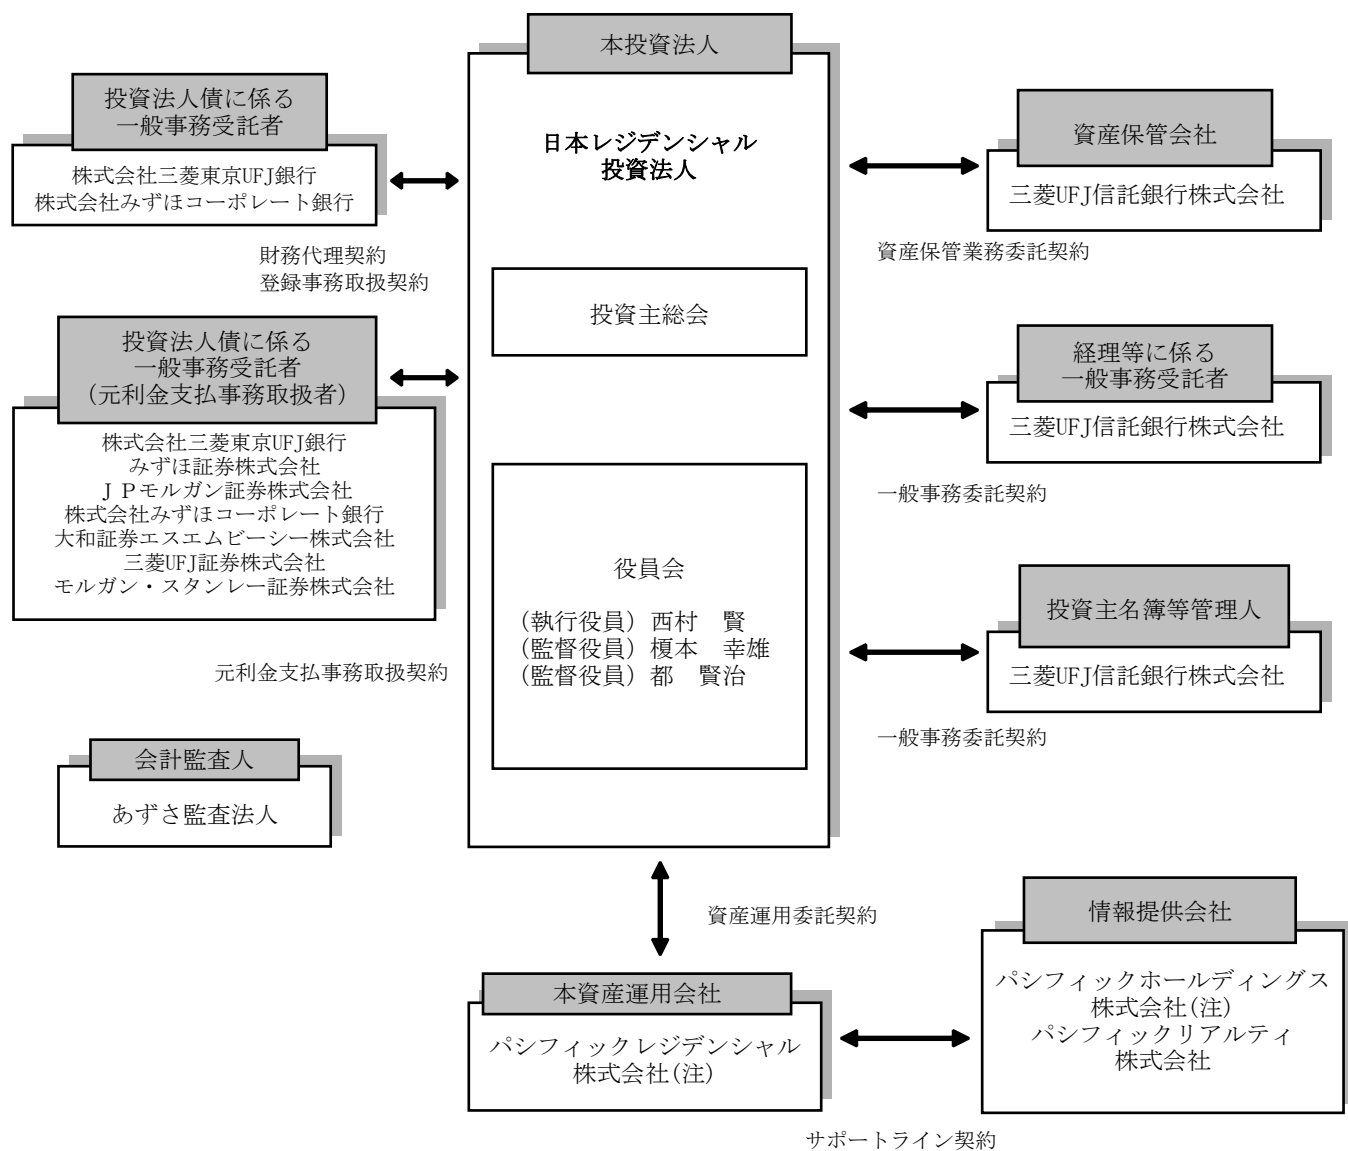 本投資法人
日本レジデンシャル
投資法人
投資主総会
役員会
(執行役員) 西村　賢
(監督役員) 榎本　幸雄
(監督役員) 都　賢治
投資法人債に係る
一般事務受託者
株式会社三菱東京UFJ銀行
株式会社みずほコーポレート銀行
財務代理契約
登録事務取扱契約
投資法人債に係る
一般事務受託者
(元利金支払事務取扱者)
株式会社三菱東京UFJ銀行
みずほ証券株式会社
ＪＰモルガン証券株式会社
株式会社みずほコーポレート銀行
大和証券エスエムビーシー株式会社
三菱UFJ証券株式会社
モルガン・スタンレー証券株式会社
元利金支払事務取扱契約
会計監査人
あずさ監査法人
資産保管会社
三菱UFJ信託銀行株式会社
資産保管業務委託契約
経理等に係る
一般事務受託者
三菱UFJ信託銀行株式会社
一般事務委託契約
投資主名簿等管理人
三菱UFJ信託銀行株式会社
一般事務委託契約
資産運用委託契約
本資産運用会社
パシフィックレジデンシャル
株式会社(注)
情報提供会社
パシフィックホールディングス
株式会社(注)
パシフィックリアルティ
株式会社
サポートライン契約